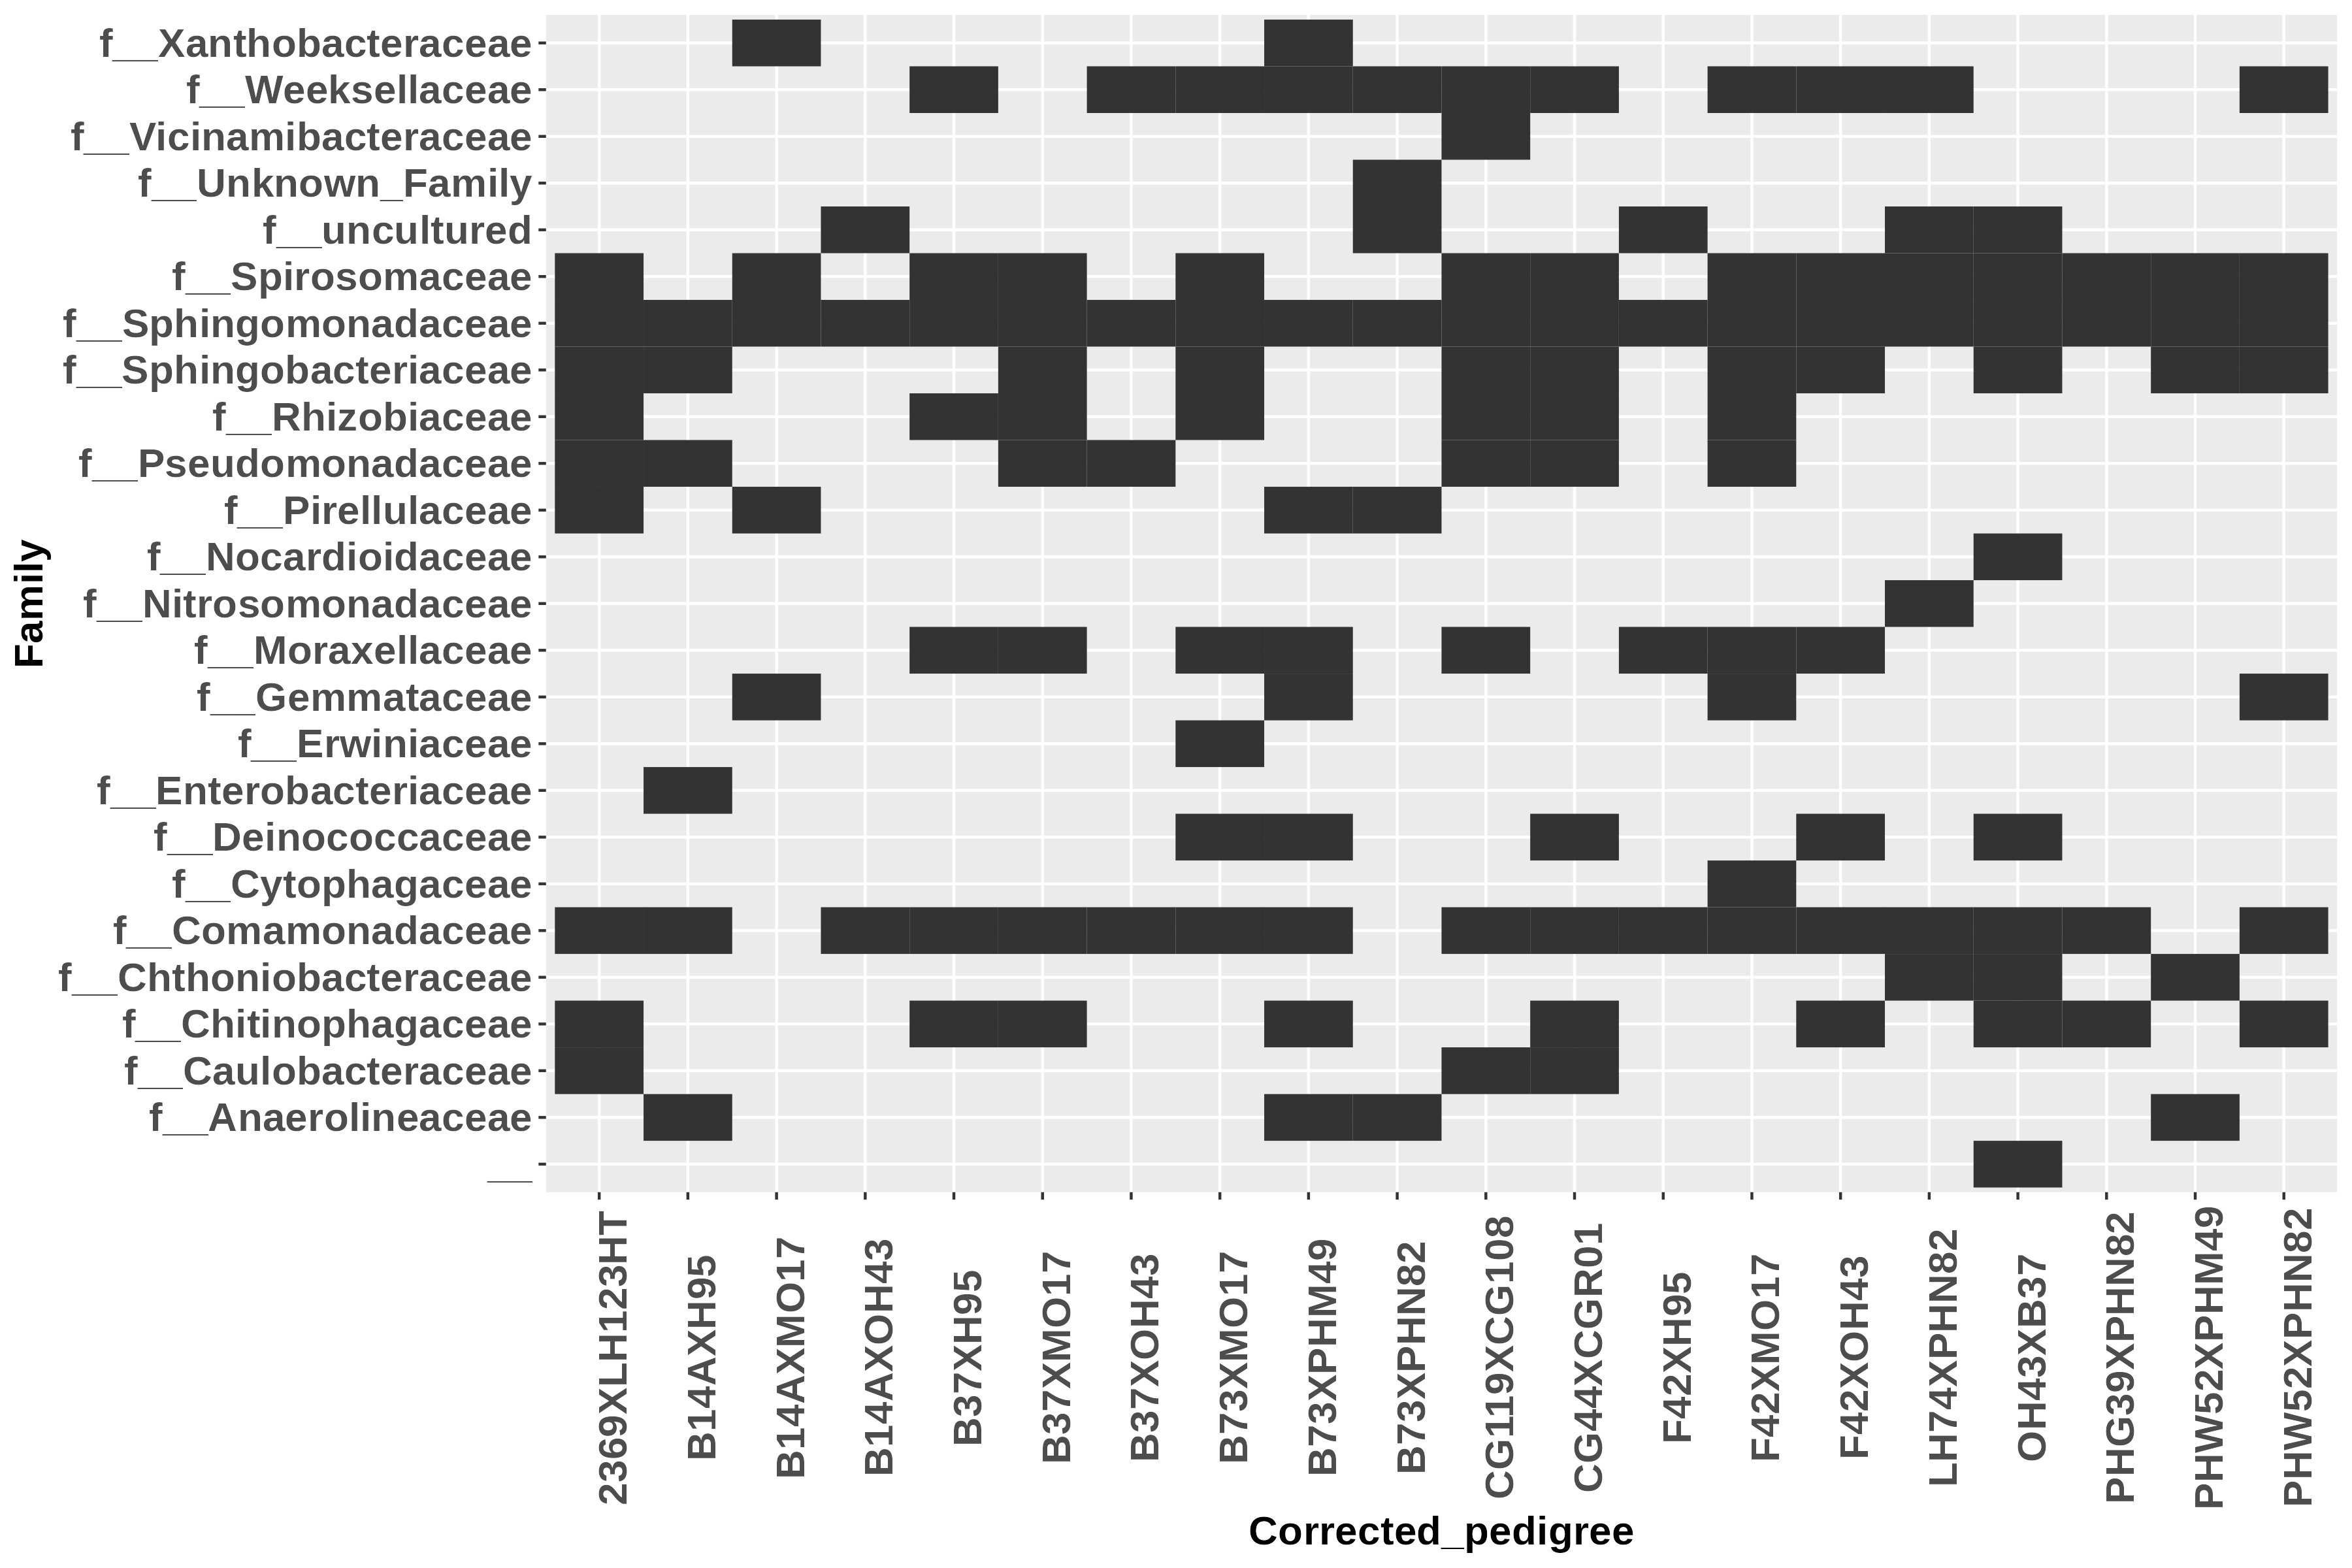 f__Xanthobacteraceae
f__Weeksellaceae
f__Vicinamibacteraceae
f__Unknown_Family
f__uncultured
f__Spirosomaceae
f__Sphingomonadaceae
f__Sphingobacteriaceae
f__Rhizobiaceae
f__Pseudomonadaceae
f__Pirellulaceae
f__Nocardioidaceae
f__Nitrosomonadaceae
f__Moraxellaceae
f__Gemmataceae
f__Erwiniaceae
f__Enterobacteriaceae
f__Deinococcaceae
f__Cytophagaceae
f__Comamonadaceae
f__Chthoniobacteraceae
f__Chitinophagaceae
f__Caulobacteraceae
f__Anaerolineaceae
__
Family
2369XLH123HT
B14AXH95
B14AXMO17
B14AXOH43
B37XH95
B37XMO17
B37XOH43
B73XMO17
B73XPHM49
B73XPHN82
CG119XCG108
CG44XCGR01
F42XH95
F42XMO17
F42XOH43
LH74XPHN82
OH43XB37
PHG39XPHN82
PHW52XPHM49
PHW52XPHN82
Corrected_pedigree